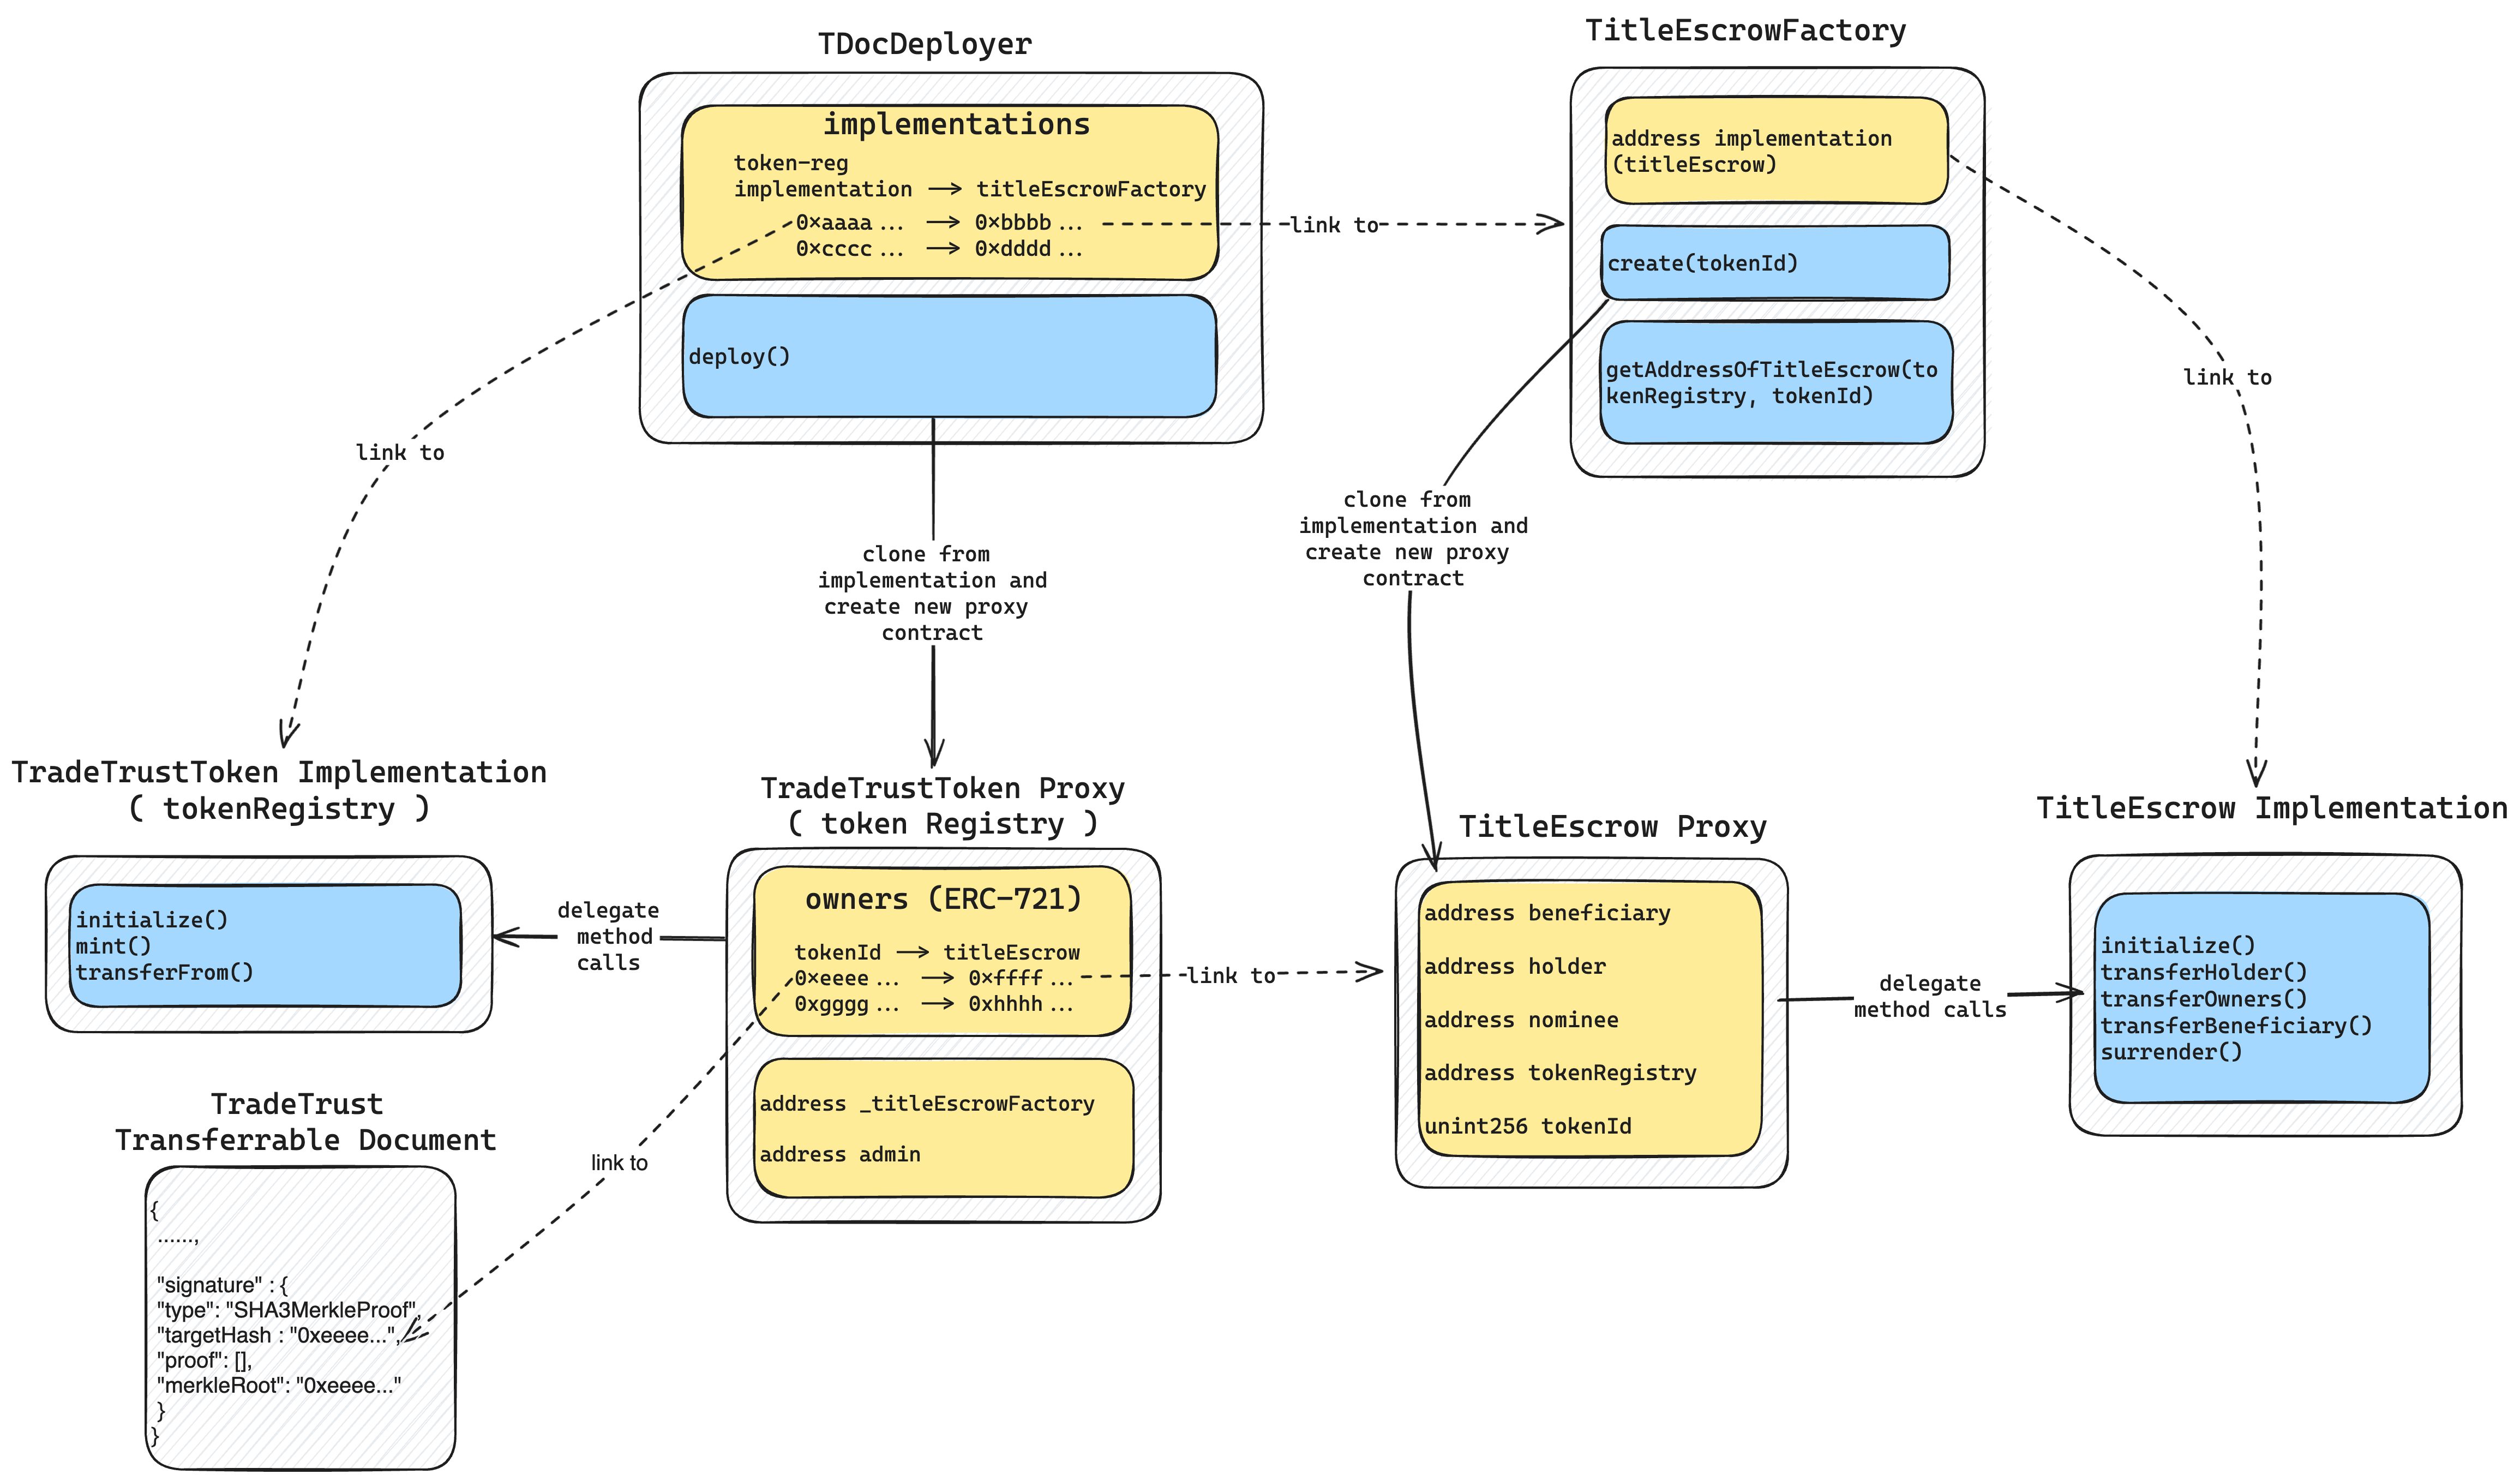 TDocDeployer
implementations
token-reg
implementation → titleEscrowFactory
0×aaaa ... → 0×bbbb ...
0×cccc ... → 0×dddd ...
deploy()
link to
TitleEscrowFactory
address implementation
(titleEscrow)
create(tokenId)
getAddressOfTitleEscrow(to
kenRegistry, tokenId)
link to
link to
clone from
implementation and
create new proxy
contract
clone from
implementation and
create new proxy
contract
TradeTrustToken Implementation
( tokenRegistry )
initialize()
mint()
transferFrom()
delegate
method
calls
TradeTrustToken Proxy
( token Registry )
owners (ERC-721)
tokenId → titleEscrow
0×eeee ... → 0×ffff ...
0xgggg ... → 0xhhhh ...
address _titleEscrowFactory
address admin
link to
TitleEscrow Proxy
address beneficiary
address holder
address nominee
address tokenRegistry
unint256 tokenId
delegate
method calls
TitleEscrow Implementation
initialize()
transferHolder()
transferOwners()
transferBeneficiary()
surrender()
link to
TradeTrust
Transferrable Document
{
......,
"signature" : {
"type": "SHA3MerkleProof",
"targetHash : "0xeeee...",
"proof": [],
"merkleRoot": "0xeeee..."
}
}